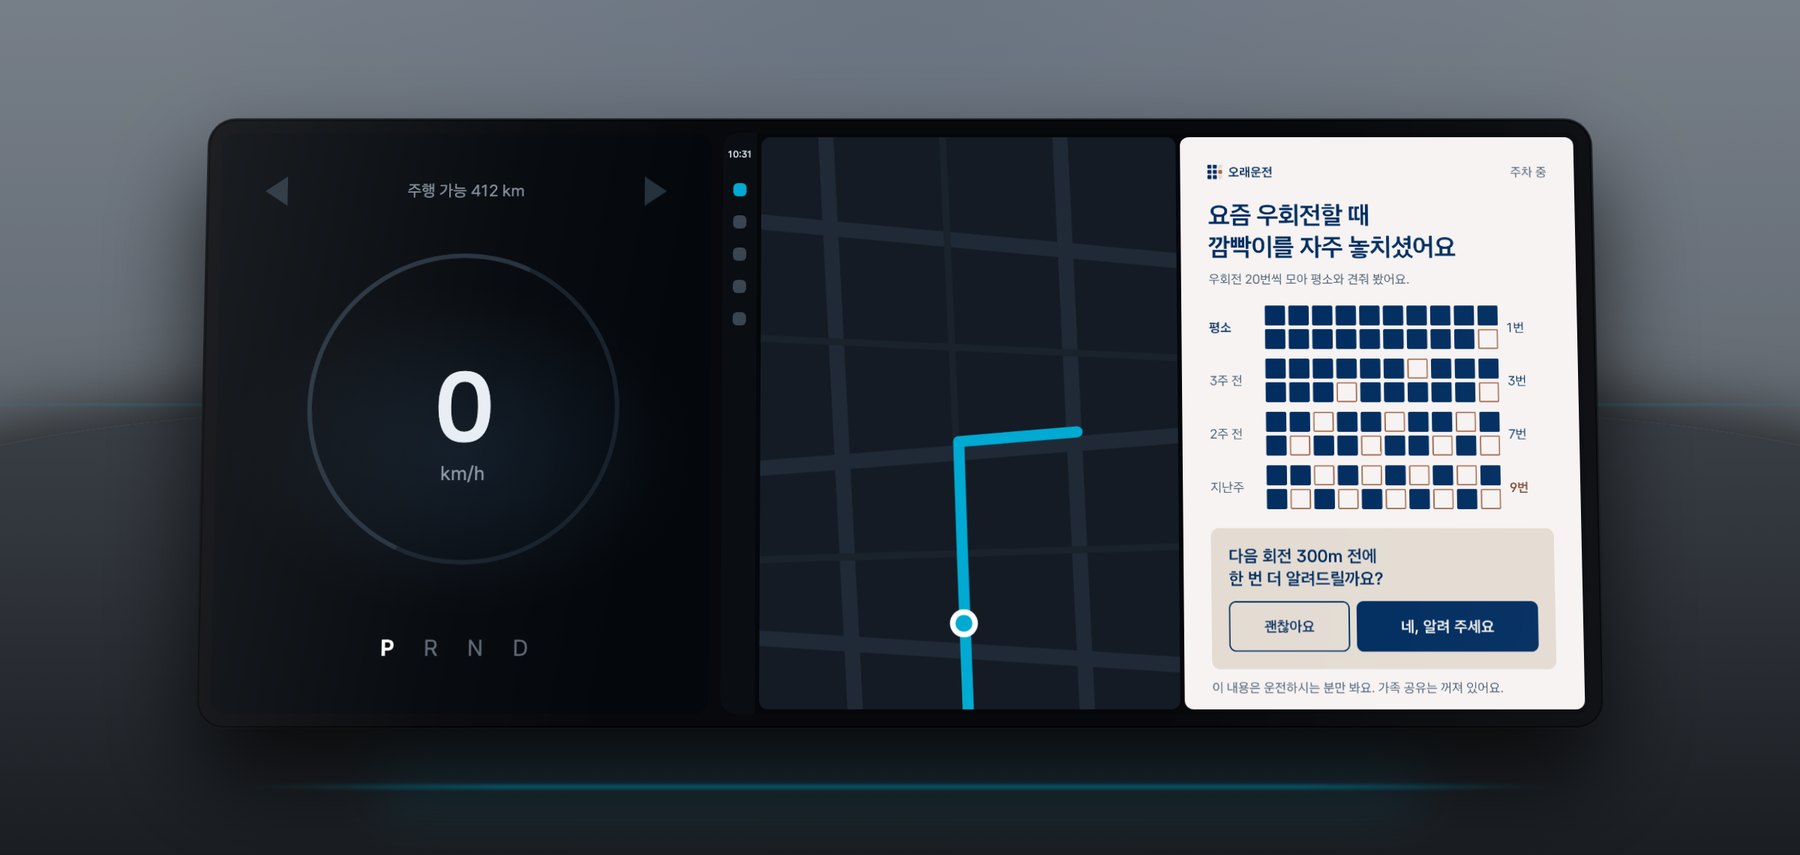 주행 가능 412 km
0
km/h
P R N D
10:31
오래운전
주차 중
요즘 우회전할 때
깜빡이를 자주 놓치셨어요
우회전 20번씩 모아 평소와 견줘 봤어요.
평소
1번
3주 전
3번
2주 전
7번
지난주
9번
다음 회전 300m 전에
한 번 더 알려드릴까요?
괜찮아요
네, 알려 주세요
이 내용은 운전하시는 분만 봐요. 가족 공유는 꺼져 있어요.